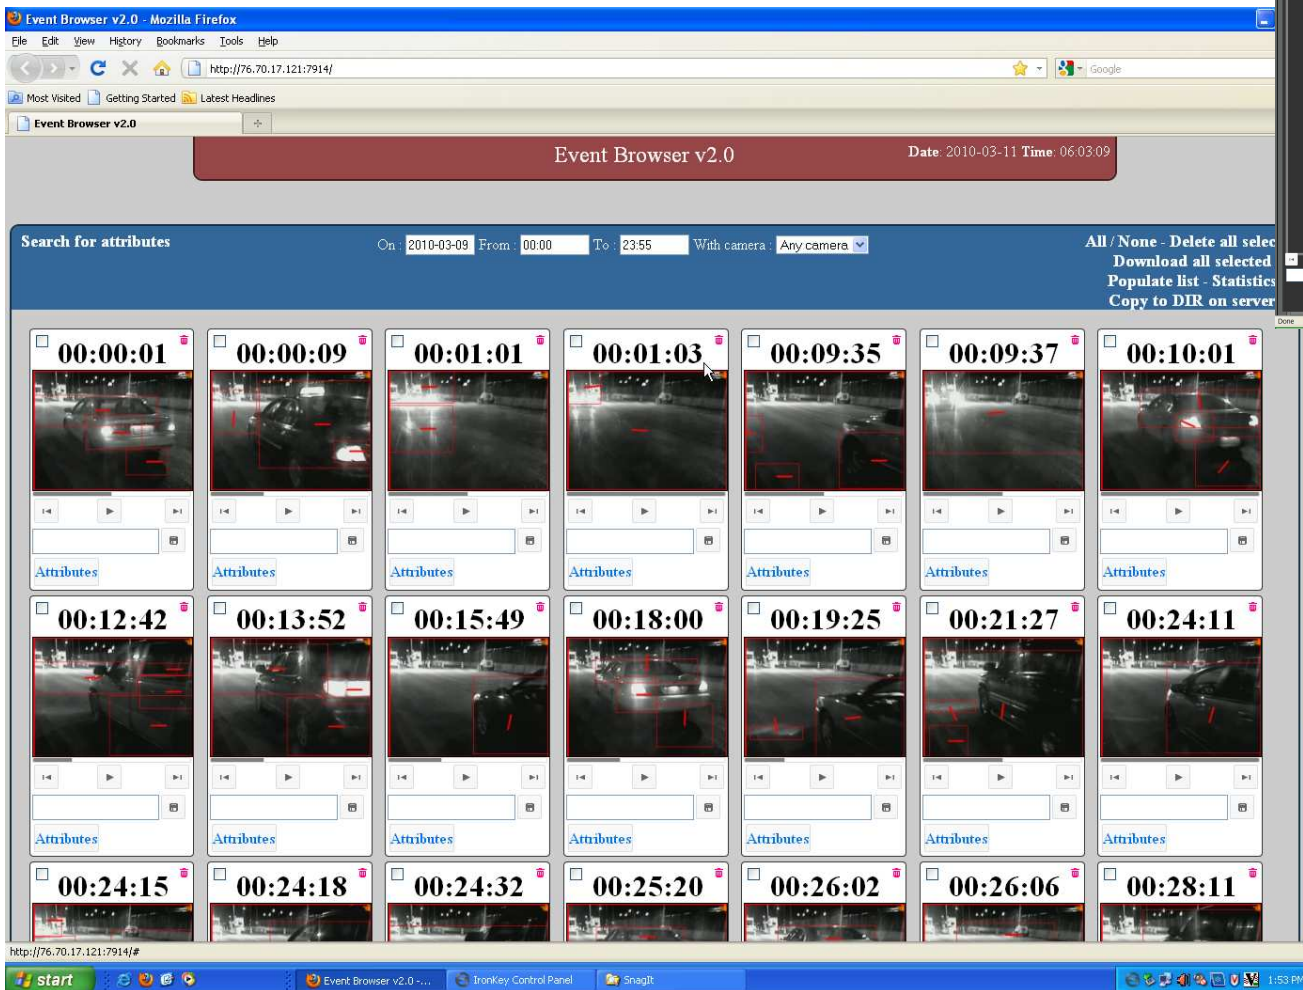 Event Browser v2.0 - Mozilla Firefox
File Edit View History Bookmarks Tools Help
http://76.70.17.121:7914/
Google
Most Visited Getting Started Latest Headlines
Event Browser v2.0
Event Browser v2.0 Date: 2010-03-11 Time: 06:03:09
Search for attributes On : 2010-03-09 From : 00:00 To : 23:55 With camera : Any camera All / None - Delete all selec
Download all selected
Populate list - Statistics
Copy to DIR on server
Done
00:00:01 00:00:09 00:01:01 00:01:03 00:09:35 00:09:37 00:10:01
Attributes Attributes Attributes Attributes Attributes Attributes Attributes
00:12:42 00:13:52 00:15:49 00:18:00 00:19:25 00:21:27 00:24:11
Attributes Attributes Attributes Attributes Attributes Attributes Attributes
00:24:15 00:24:18 00:24:32 00:25:20 00:26:02 00:26:06 00:28:11
http://76.70.17.121:7914/#
start Event Browser v2.0 -... IronKey Control Panel SnagIt 1:53 PM